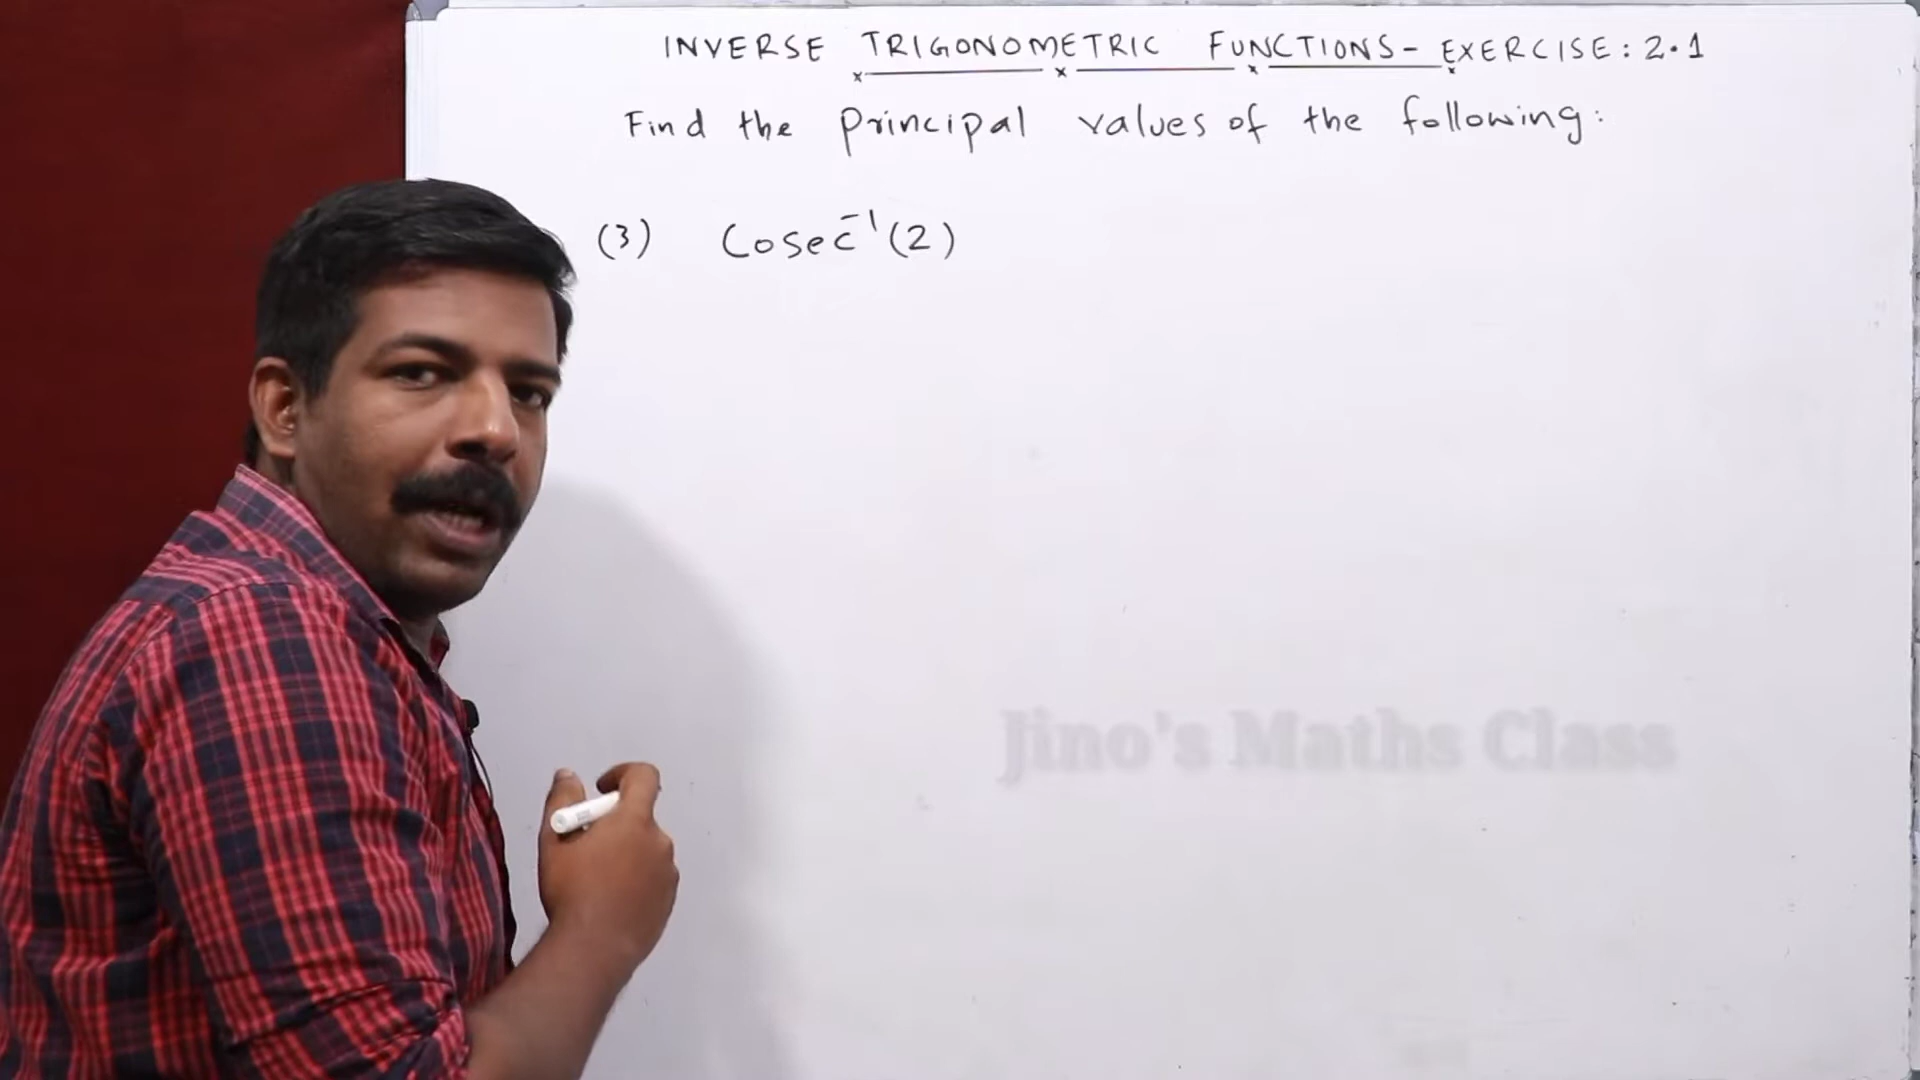 INVERSE TRIGONOMETRIC FUNCTIONS - EXERCISE: 2.1
Find the principal values of the following:
(3) Cosec⁻¹(2)
Jino's Maths Class